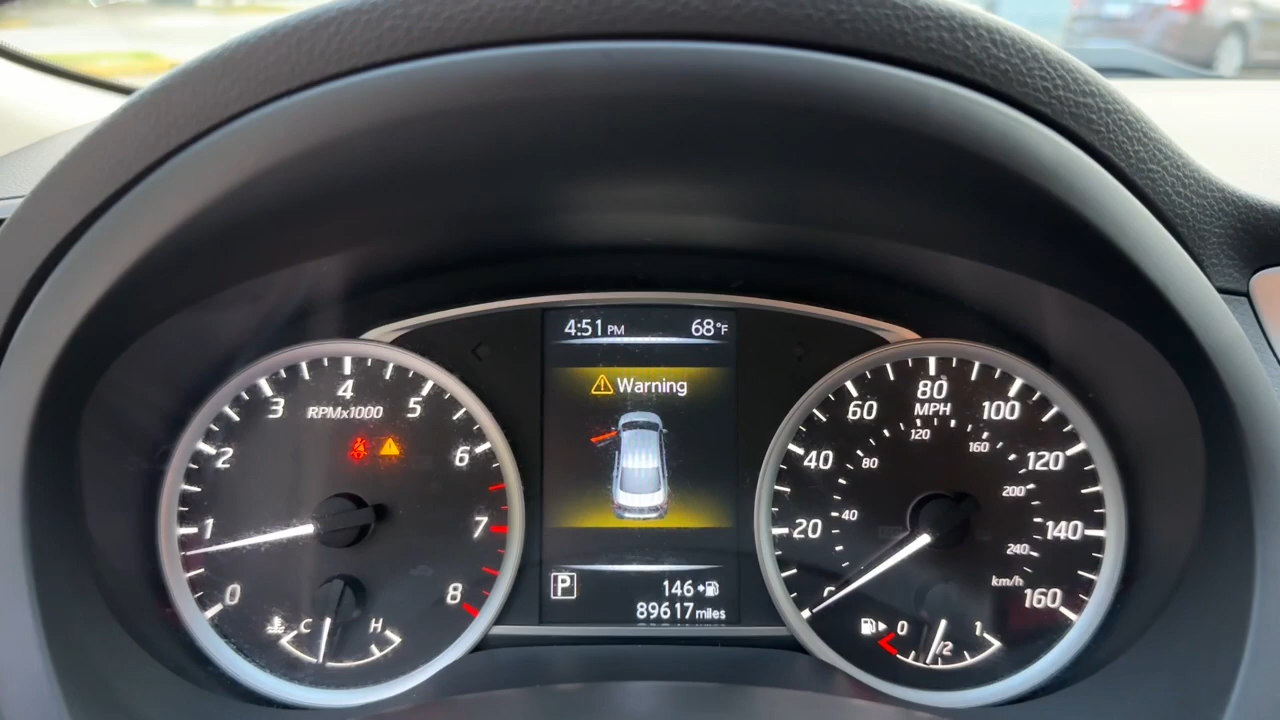 4:51 PM 68°F
Warning
P 146
89617 miles
4
3 5
RPMx1000
2 6
1 7
0 8
C H
80
60 MPH 100
120 160
40 80 120
200
40
20 140
240
km/h
160
0 1/2 1